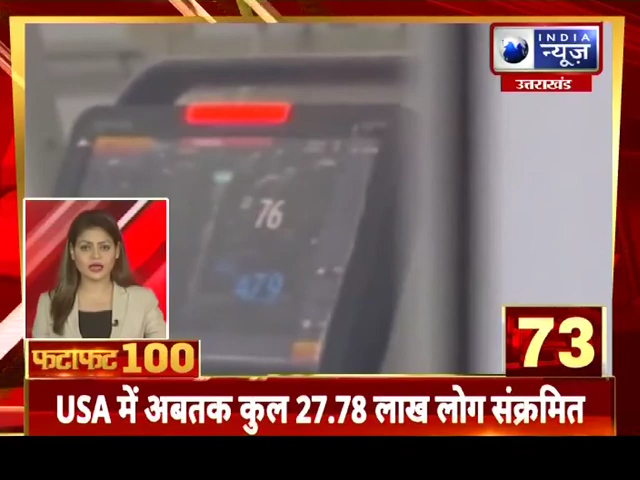 INDIA
न्यूज़
उत्तराखंड
76
479
फटाफट 100
73
USA में अबतक कुल 27.78 लाख लोग संक्रमित